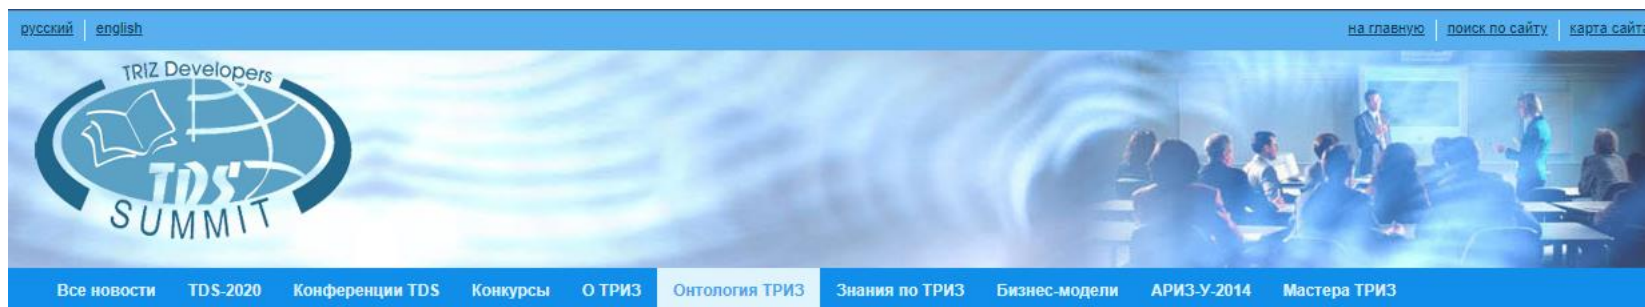 русский english на главную поиск по сайту карта сайта
TRIZ Developers
TDS
SUMMIT
Все новости TDS-2020 Конференции TDS Конкурсы О ТРИЗ Онтология ТРИЗ Знания по ТРИЗ Бизнес-модели АРИЗ-У-2014 Мастера ТРИЗ